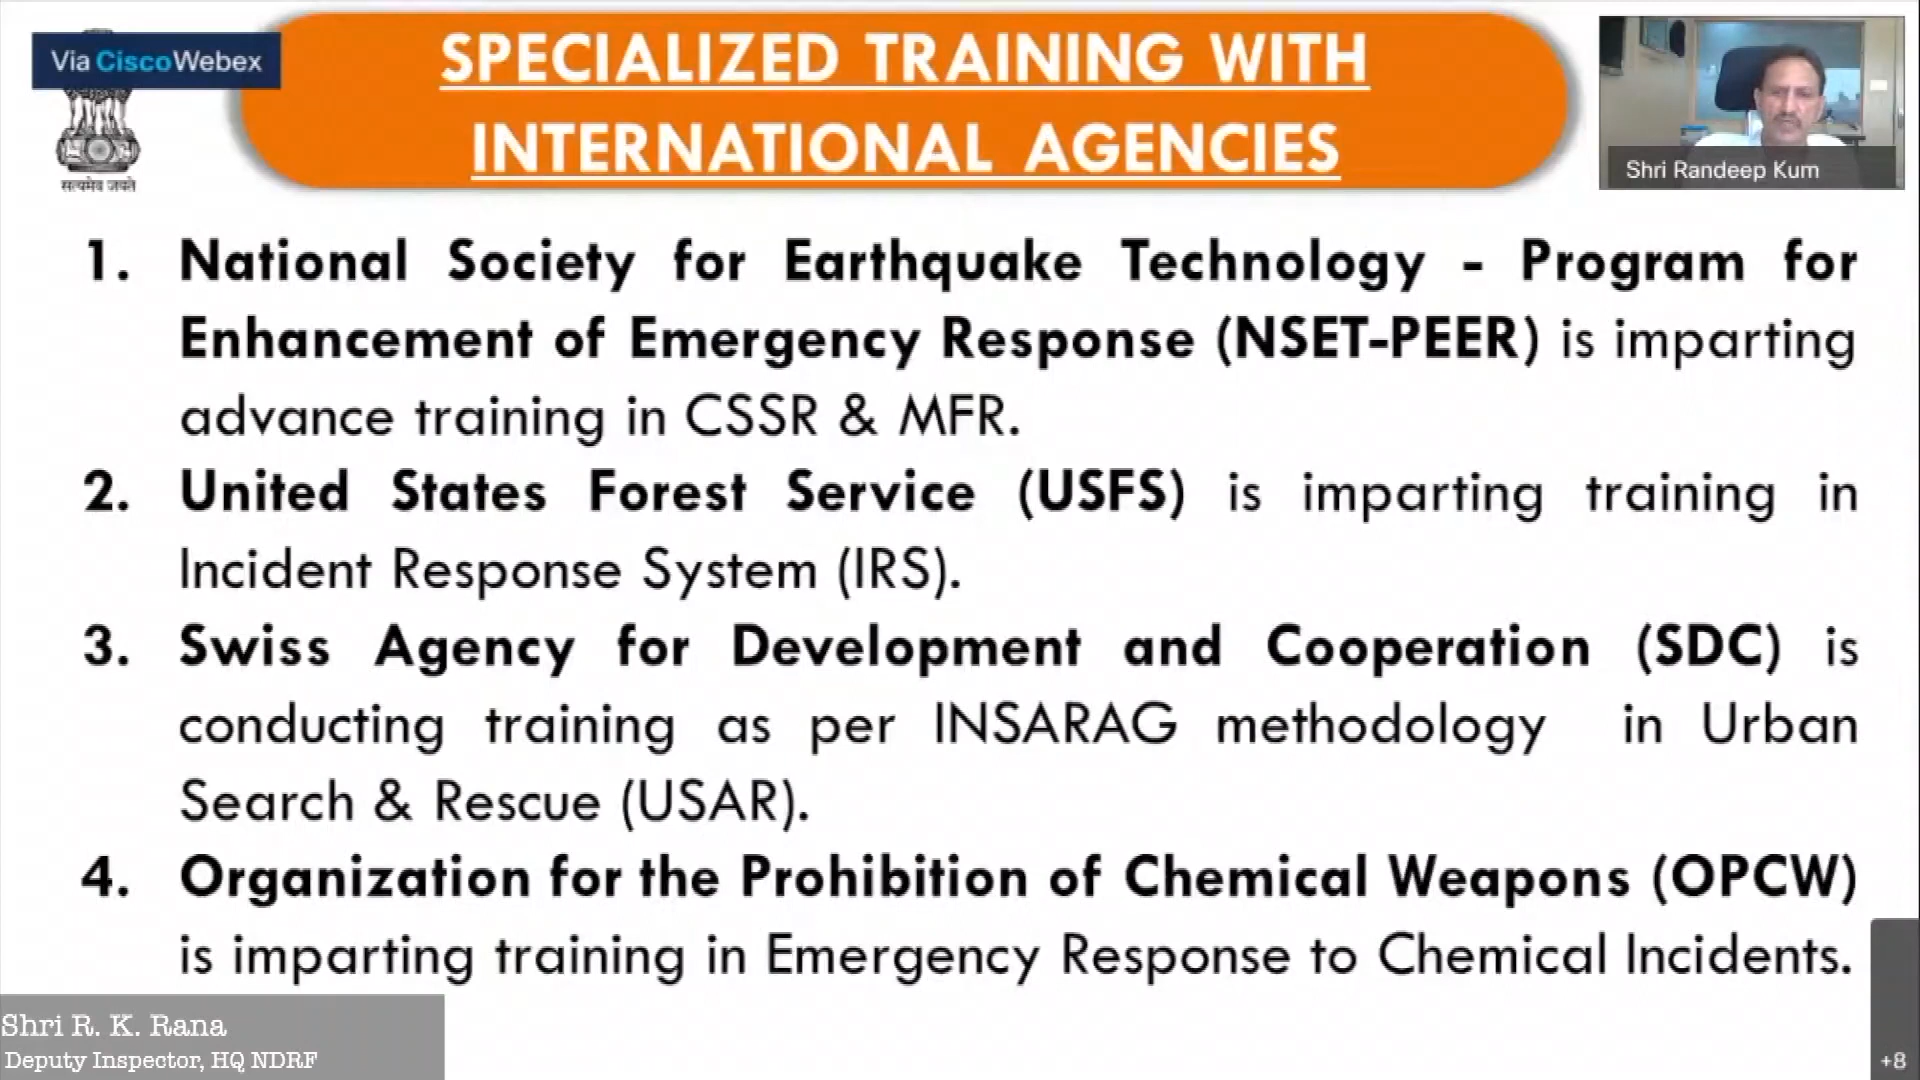 Via CiscoWebex
सत्यमेव जयते
SPECIALIZED TRAINING WITH
INTERNATIONAL AGENCIES
Shri Randeep Kum
1. National Society for Earthquake Technology - Program for
Enhancement of Emergency Response (NSET-PEER) is imparting
advance training in CSSR & MFR.
2. United States Forest Service (USFS) is imparting training in
Incident Response System (IRS).
3. Swiss Agency for Development and Cooperation (SDC) is
conducting training as per INSARAG methodology in Urban
Search & Rescue (USAR).
4. Organization for the Prohibition of Chemical Weapons (OPCW)
is imparting training in Emergency Response to Chemical Incidents.
Shri R. K. Rana
Deputy Inspector, HQ NDRF
+8